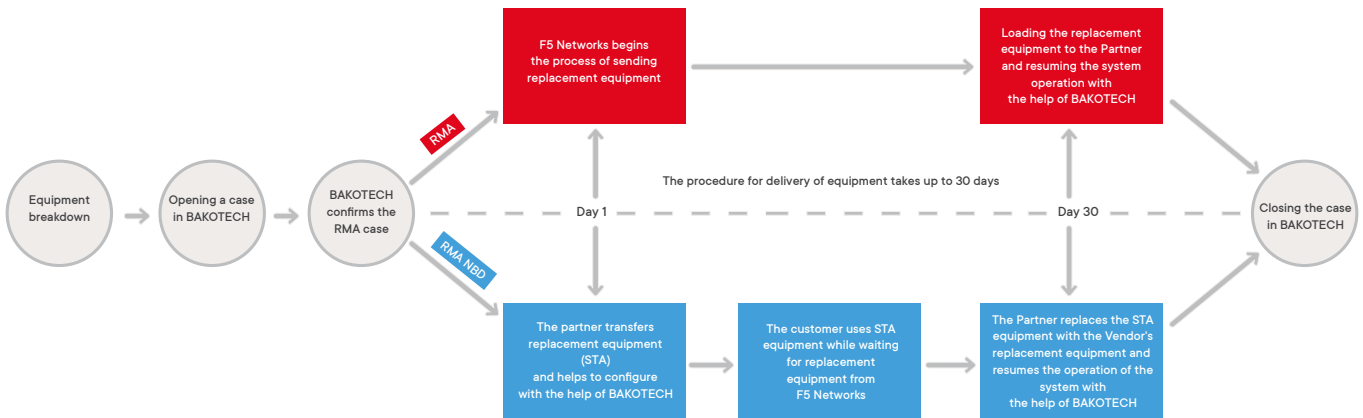 Equipment
breakdown
Opening a case
in BAKOTECH
BAKOTECH
confirms the
RMA case
RMA
F5 Networks begins
the process of sending
replacement equipment
Loading the replacement
equipment to the Partner
and resuming the system
operation with
the help of BAKOTECH
The procedure for delivery of equipment takes up to 30 days
Day 1
Day 30
RMA NBD
The partner transfers
replacement equipment
(STA)
and helps to configure
with the help of BAKOTECH
The customer uses STA
equipment while waiting
for replacement
equipment from
F5 Networks
The Partner replaces the STA
equipment with the Vendor's
replacement equipment and
resumes the operation of the
system with
the help of BAKOTECH
Closing the case
in BAKOTECH